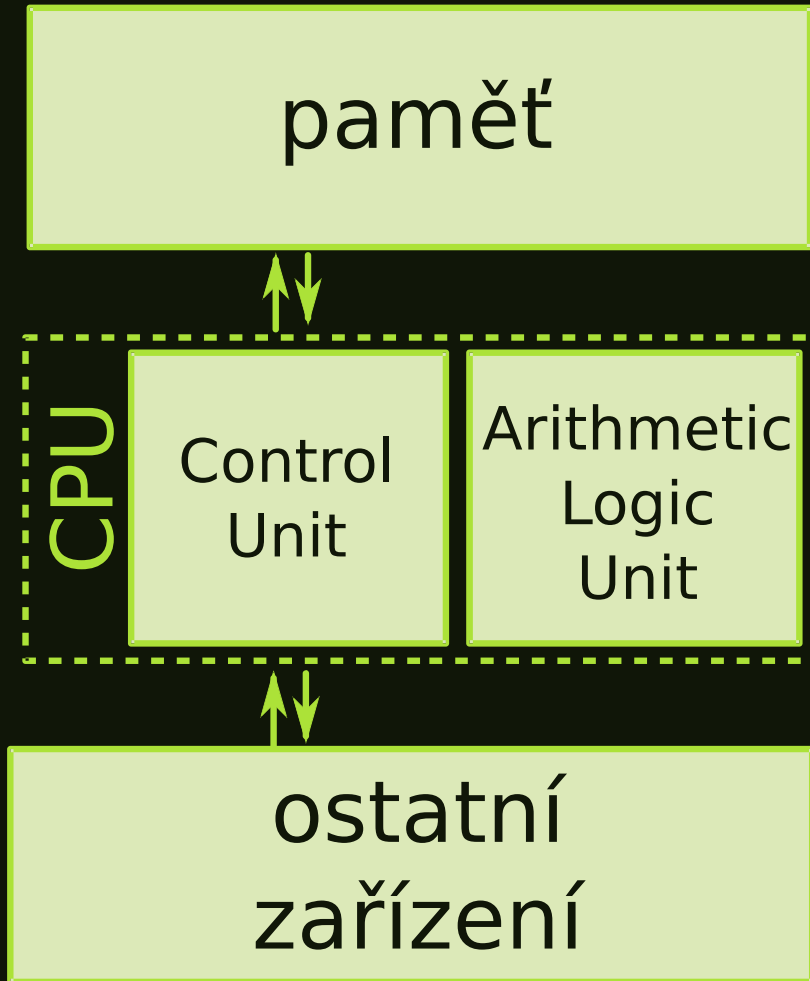 paměť
CPU
Control
Unit
Arithmetic
Logic
Unit
ostatní
zařízení